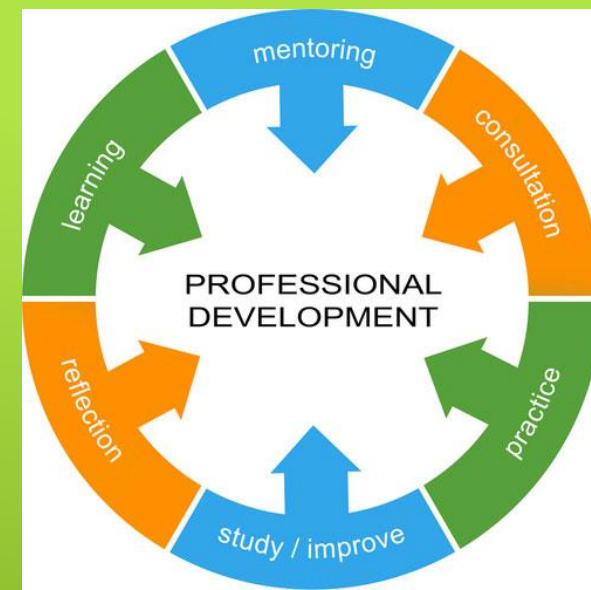 mentoring
consultation
learning
PROFESSIONAL
DEVELOPMENT
reflection
practice
study / improve